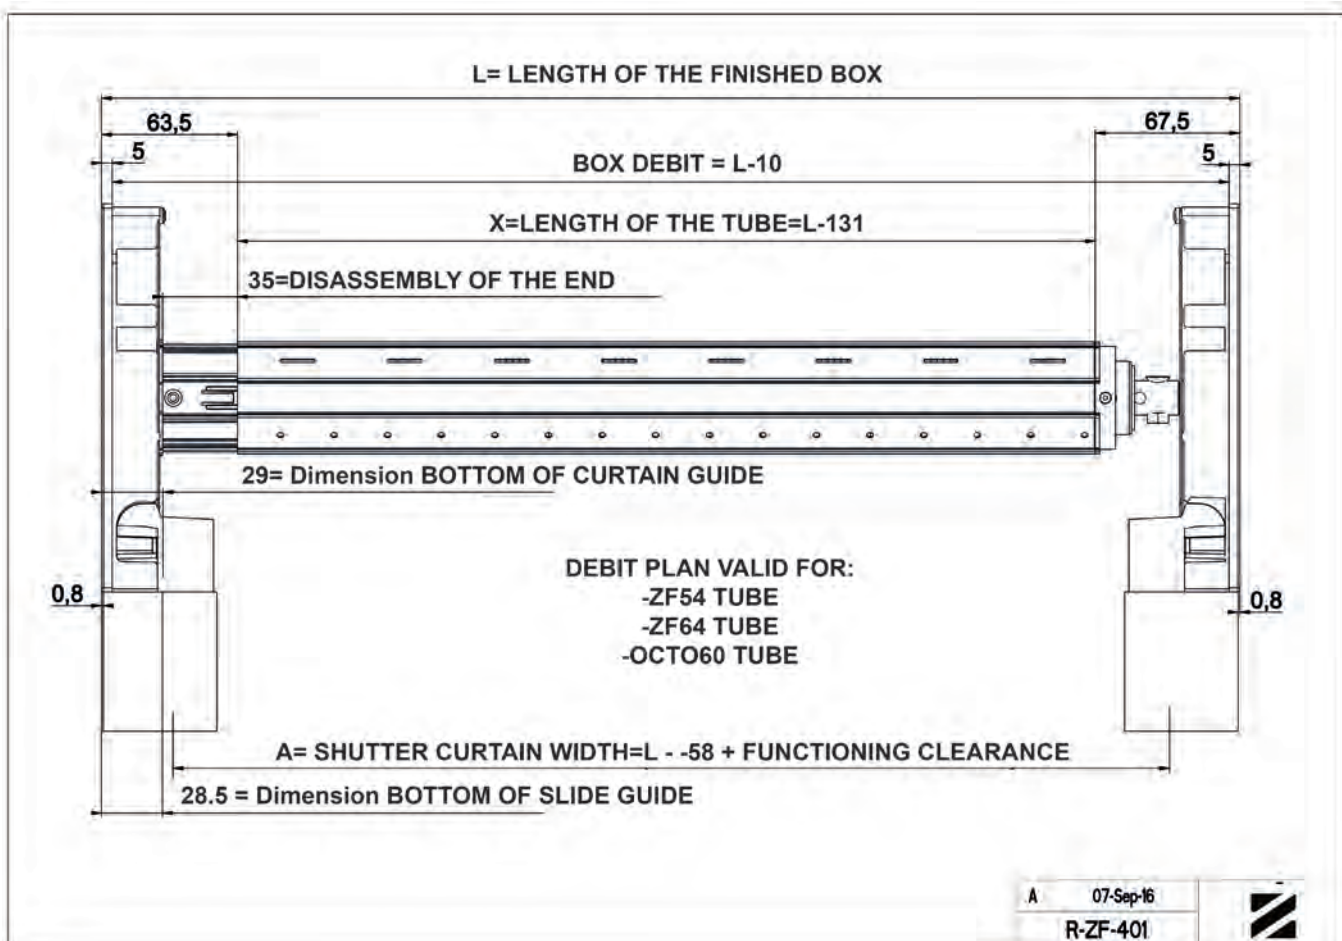 L= LENGTH OF THE FINISHED BOX
63,5
67,5
5
BOX DEBIT = L-10
5
X=LENGTH OF THE TUBE=L-131
35=DISASSEMBLY OF THE END
29= Dimension BOTTOM OF CURTAIN GUIDE
DEBIT PLAN VALID FOR:
-ZF54 TUBE
-ZF64 TUBE
-OCTO60 TUBE
0,8
0,8
A= SHUTTER CURTAIN WIDTH=L - -58 + FUNCTIONING CLEARANCE
28.5 = Dimension BOTTOM OF SLIDE GUIDE
A 07-Sep-16
R-ZF-401